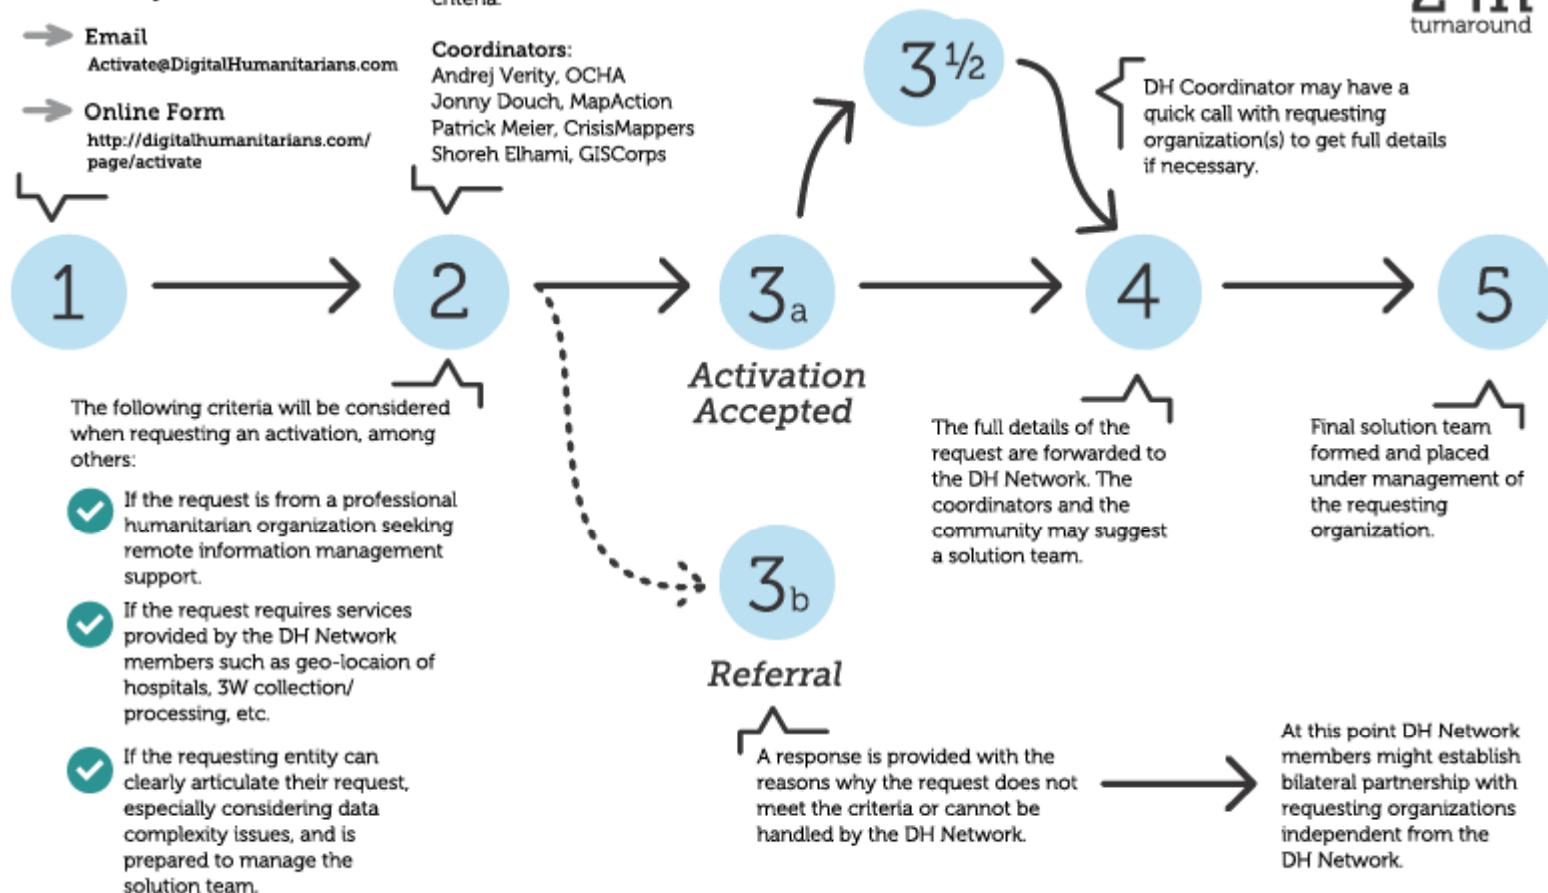 criteria.
turnaround
Email
Activate@DigitalHumanitarians.com
Online Form
http://digitalhumanitarians.com/
page/activate
Coordinators:
Andrej Verity, OCHA
Jonny Douch, MapAction
Patrick Meier, CrisisMappers
Shoreh Elhami, GISCorps
3½
DH Coordinator may have a
quick call with requesting
organization(s) to get full details
if necessary.
1
2
3a
4
5
Activation
Accepted
The following criteria will be considered
when requesting an activation, among
others:
If the request is from a professional
humanitarian organization seeking
remote information management
support.
If the request requires services
provided by the DH Network
members such as geo-locaion of
hospitals, 3W collection/
processing, etc.
If the requesting entity can
clearly articulate their request,
especially considering data
complexity issues, and is
prepared to manage the
solution team.
The full details of the
request are forwarded to
the DH Network. The
coordinators and the
community may suggest
a solution team.
Final solution team
formed and placed
under management of
the requesting
organization.
3b
Referral
A response is provided with the
reasons why the request does not
meet the criteria or cannot be
handled by the DH Network.
At this point DH Network
members might establish
bilateral partnership with
requesting organizations
independent from the
DH Network.